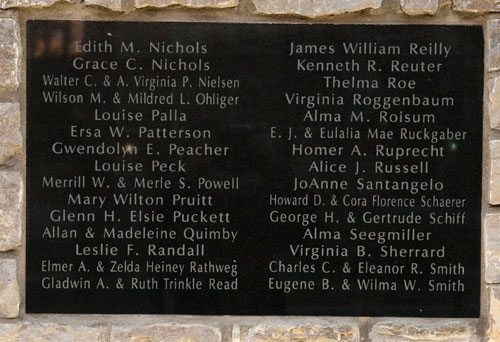 Edith M. Nichols
Grace C. Nichols
Walter C. & A. Virginia P. Nielsen
Wilson M. & Mildred L. Ohliger
Louise Palla
Ersa W. Patterson
Gwendolyn E. Peacher
Louise Peck
Merrill W. & Merle S. Powell
Mary Wilton Pruitt
Glenn H. Elsie Puckett
Allan & Madeleine Quimby
Leslie F. Randall
Elmer A. & Zelda Heiney Rathweg
Gladwin A. & Ruth Trinkle Read
James William Reilly
Kenneth R. Reuter
Thelma Roe
Virginia Roggenbaum
Alma M. Roisum
E. J. & Eulalia Mae Ruckgaber
Homer A. Ruprecht
Alice J. Russell
JoAnne Santangelo
Howard D. & Cora Florence Schaerer
George H. & Gertrude Schiff
Alma Seegmiller
Virginia B. Sherrard
Charles C. & Eleanor R. Smith
Eugene B. & Wilma W. Smith